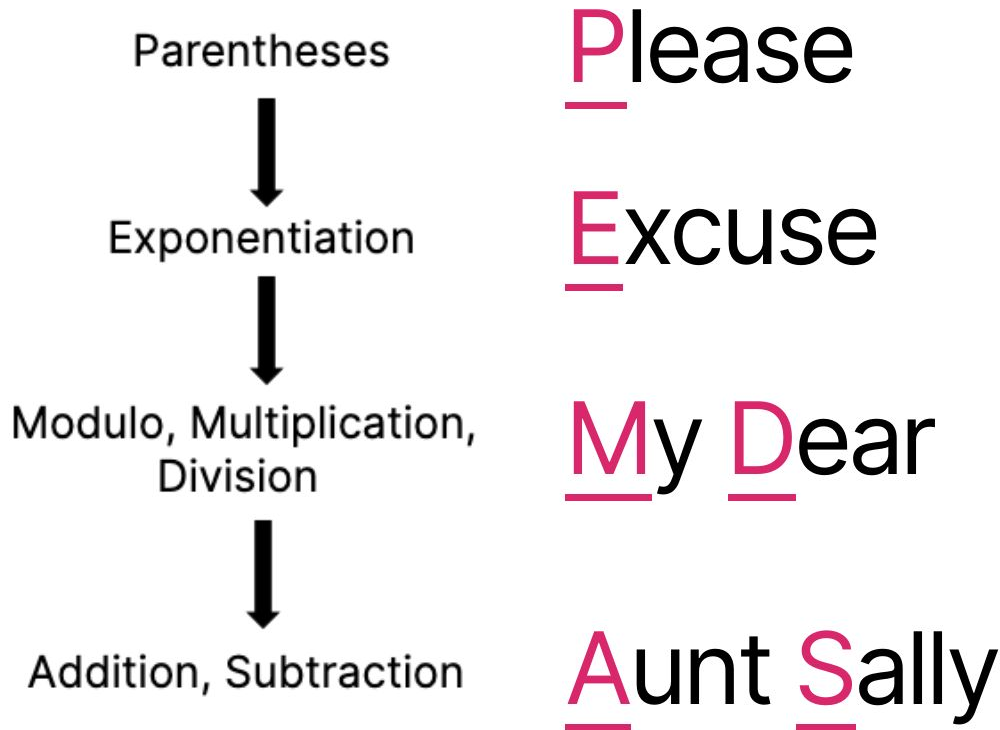 Parentheses
Please
Exponentiation
Excuse
Modulo, Multiplication,
Division
My Dear
Addition, Subtraction
Aunt Sally